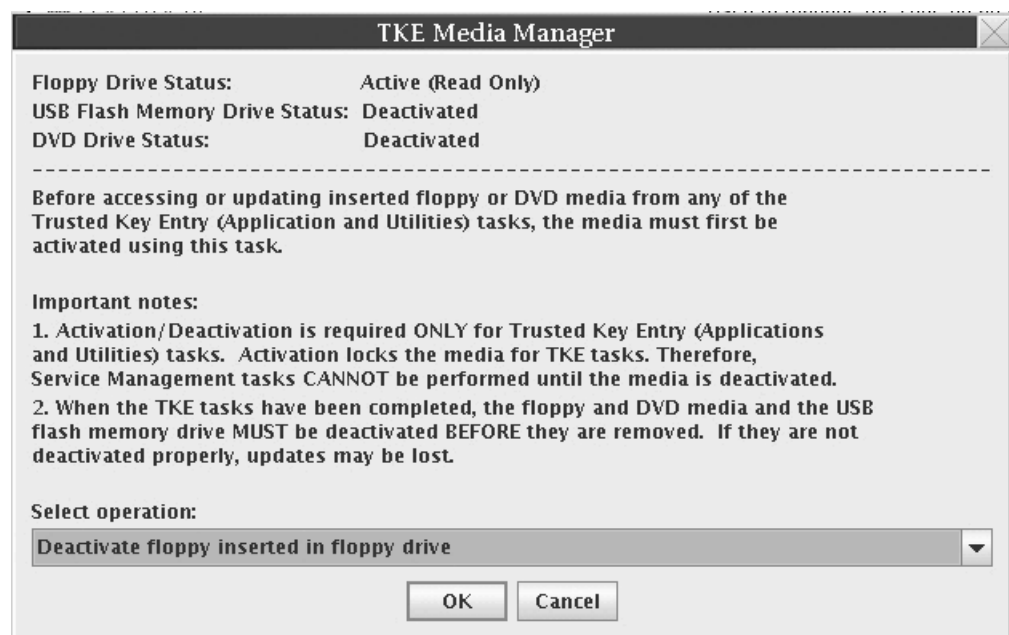 TKE Media Manager
Floppy Drive Status: Active (Read Only)
USB Flash Memory Drive Status: Deactivated
DVD Drive Status: Deactivated
Before accessing or updating inserted floppy or DVD media from any of the
Trusted Key Entry (Application and Utilities) tasks, the media must first be
activated using this task.
Important notes:
1. Activation/Deactivation is required ONLY for Trusted Key Entry (Applications
and Utilities) tasks. Activation locks the media for TKE tasks. Therefore,
Service Management tasks CANNOT be performed until the media is deactivated.
2. When the TKE tasks have been completed, the floppy and DVD media and the USB
flash memory drive MUST be deactivated BEFORE they are removed. If they are not
deactivated properly, updates may be lost.
Select operation:
Deactivate floppy inserted in floppy drive
OK Cancel